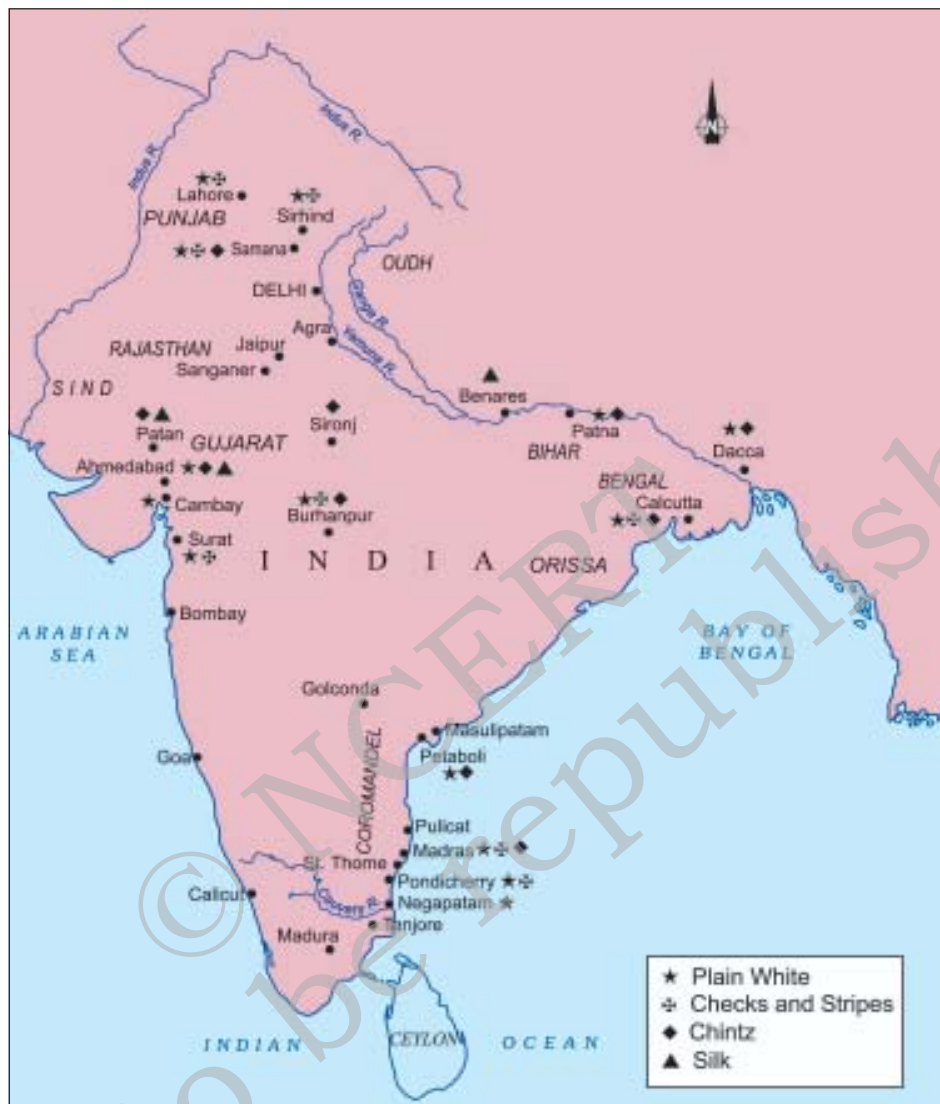 Indus R.
Indus R.
N
Lahore
PUNJAB
Sirhind
Samana
OUDH
DELHI
Ganga R.
Yamuna R.
Agra
Jaipur
RAJASTHAN
Sanganer
SIND
Benares
Patna
BIHAR
Dacca
Patan
GUJARAT
Sironj
Ahmedabad
Cambay
Burhanpur
BENGAL
Calcutta
Surat
INDIA
ORISSA
Bombay
ARABIAN
SEA
BAY OF
BENGAL
Golconda
Masulipatam
Petaboli
Goa
COROMANDEL
Pulicat
Madras
St. Thome
Pondicherry
Calicut
Cauvery R.
Negapatam
Tanjore
Madura
CEYLON
INDIAN OCEAN
Plain White
Checks and Stripes
Chintz
Silk
© NCERT
o be republish